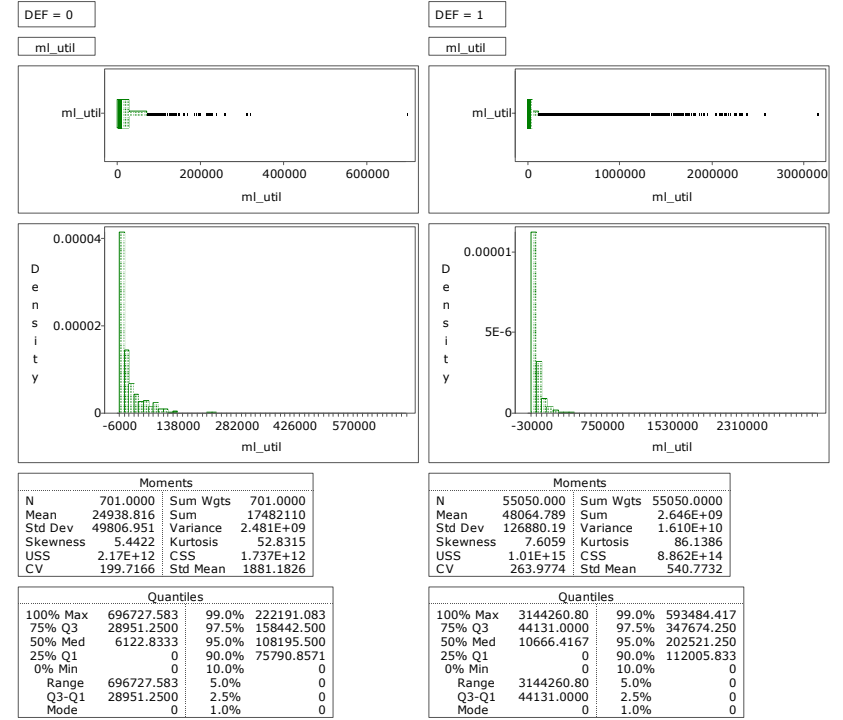 DEF = 0
ml_util
ml_util
0 200000 400000 600000
ml_util
0.00004
0.00002
0
Density
-6000 138000 282000 426000 570000
ml_util
Moments
N 701.0000 Sum Wgts 701.0000
Mean 24938.816 Sum 17482110
Std Dev 49806.951 Variance 2.481E+09
Skewness 5.4422 Kurtosis 52.8315
USS 2.17E+12 CSS 1.737E+12
CV 199.7166 Std Mean 1881.1826
Quantiles
100% Max 696727.583 99.0% 222191.083
75% Q3 28951.2500 97.5% 158442.500
50% Med 6122.8333 95.0% 108195.500
25% Q1 0 90.0% 75790.8571
0% Min 0 10.0% 0
Range 696727.583 5.0% 0
Q3-Q1 28951.2500 2.5% 0
Mode 0 1.0% 0
DEF = 1
ml_util
ml_util
0 1000000 2000000 3000000
ml_util
0.00001
5E-6
0
Density
-30000 750000 1530000 2310000
ml_util
Moments
N 55050.000 Sum Wgts 55050.0000
Mean 48064.789 Sum 2.646E+09
Std Dev 126880.19 Variance 1.610E+10
Skewness 7.6059 Kurtosis 86.1386
USS 1.01E+15 CSS 8.862E+14
CV 263.9774 Std Mean 540.7732
Quantiles
100% Max 3144260.80 99.0% 593484.417
75% Q3 44131.0000 97.5% 347674.250
50% Med 10666.4167 95.0% 202521.250
25% Q1 0 90.0% 112005.833
0% Min 0 10.0% 0
Range 3144260.80 5.0% 0
Q3-Q1 44131.0000 2.5% 0
Mode 0 1.0% 0